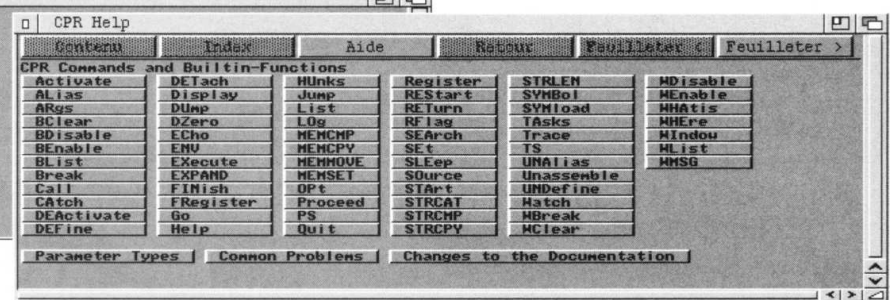 CPR Help
Contenu Index Aide Retour Feuilleter < Feuilleter >
CPR Commands and Builtin-Functions
Activate DETach HUnks Register STRLEN WDisable
ALias Display Jump REStart SYMBol WEnable
ARgs DUmp List RETurn SYMload WHAtis
BClear DZero LOg RFlag TAsks WHEre
BDisable ECho MEMCMP SEArch Trace WIndow
BEnable ENV MEMCPY SEt TS WList
BList EXecute MEMMOVE SLEep UNAlias WMSG
Break EXPAND MEMSET SOurce Unassemble
Call FINish OPt STArt UNDefine
CAtch FRegister Proceed STRCAT Watch
DEActivate Go PS STRCMP WBreak
DEFine Help Quit STRCPY WClear
Parameter Types Common Problems Changes to the Documentation